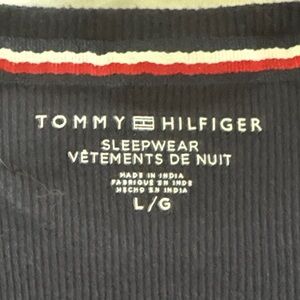 TOMMY HILFIGER
SLEEPWEAR
VÊTEMENTS DE NUIT
MADE IN INDIA
FABRIQUÉ EN INDE
HECHO EN INDIA
L/G